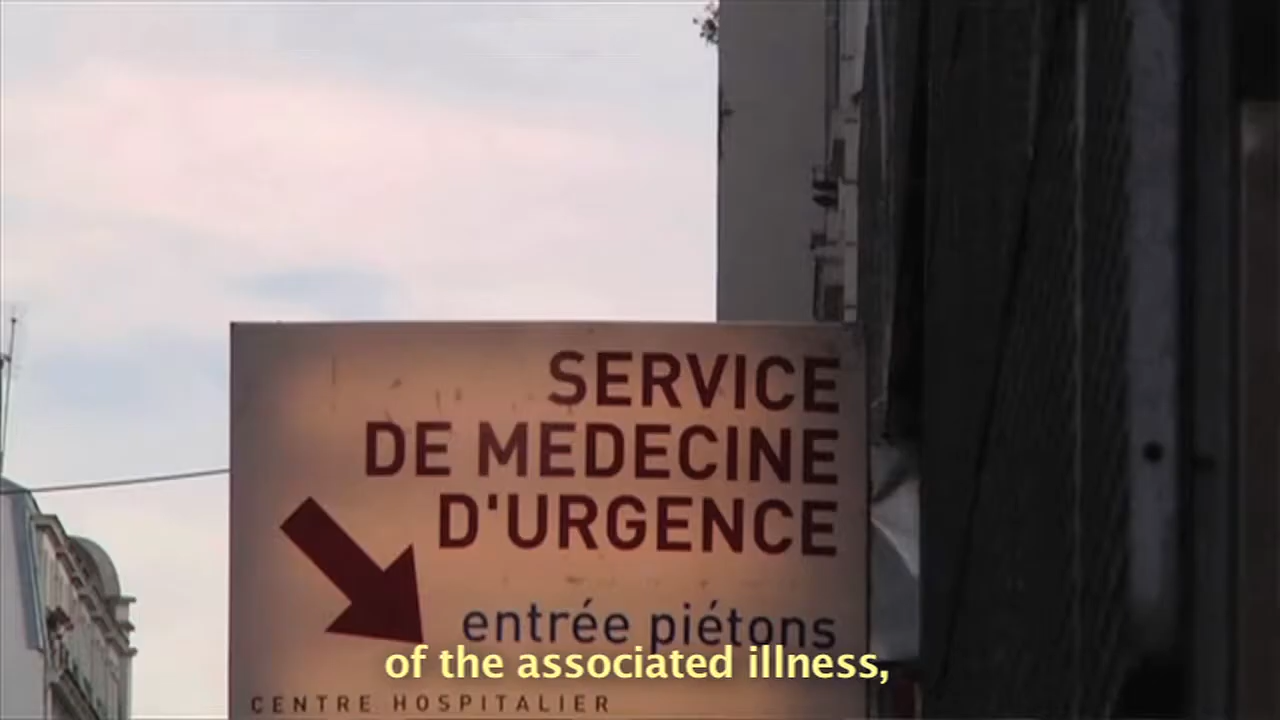 SERVICE
DE MEDECINE
D'URGENCE
entrée piétons
of the associated illness,
CENTRE HOSPITALIER